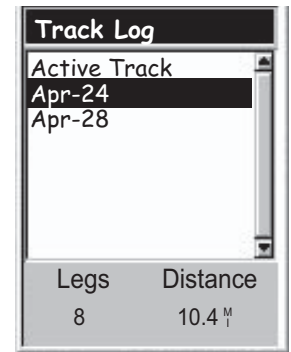 Track Log
Active Track
Apr-24
Apr-28
Legs Distance
8 10.4 MI